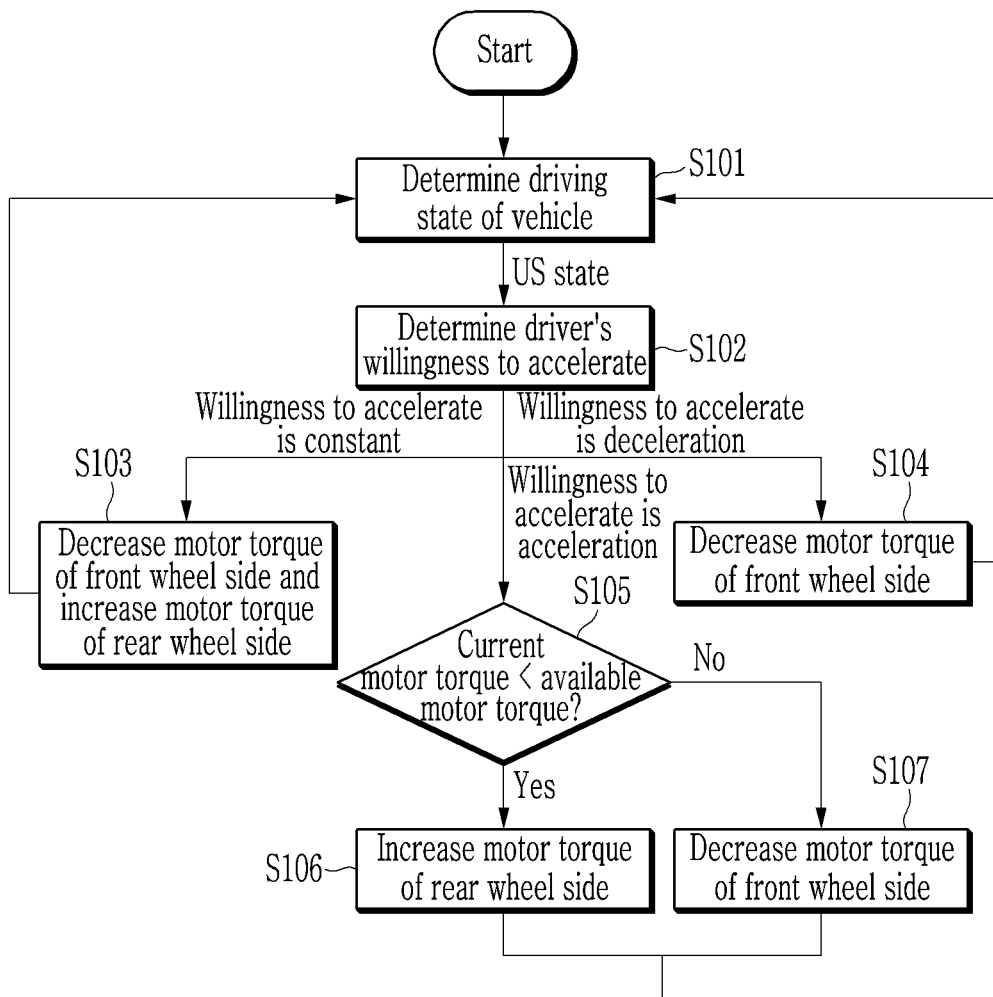 Start
Determine driving
state of vehicle
S101
US state
Determine driver's
willingness to accelerate
S102
Willingness to accelerate
is constant
Willingness to accelerate
is deceleration
Willingness to
accelerate is
acceleration
S103
Decrease motor torque
of front wheel side and
increase motor torque
of rear wheel side
S104
Decrease motor torque
of front wheel side
S105
Current
motor torque < available
motor torque?
No
Yes
S106
Increase motor torque
of rear wheel side
S107
Decrease motor torque
of front wheel side